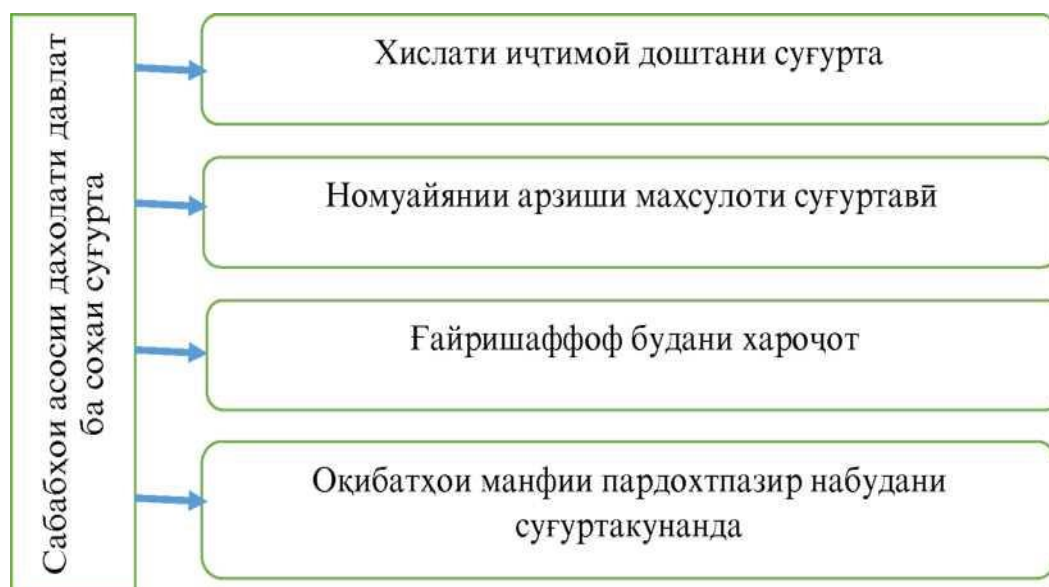 Сабабҳои асосии дахолати давлат
ба соҳаи суғурта
Хислати иҷтимоӣ доштани суғурта
Номуайянии арзиши маҳсулоти суғуртавӣ
Ғайришаффоф будани хароҷот
Оқибатҳои манфии пардохтпазир набудани
суғуртакунанда